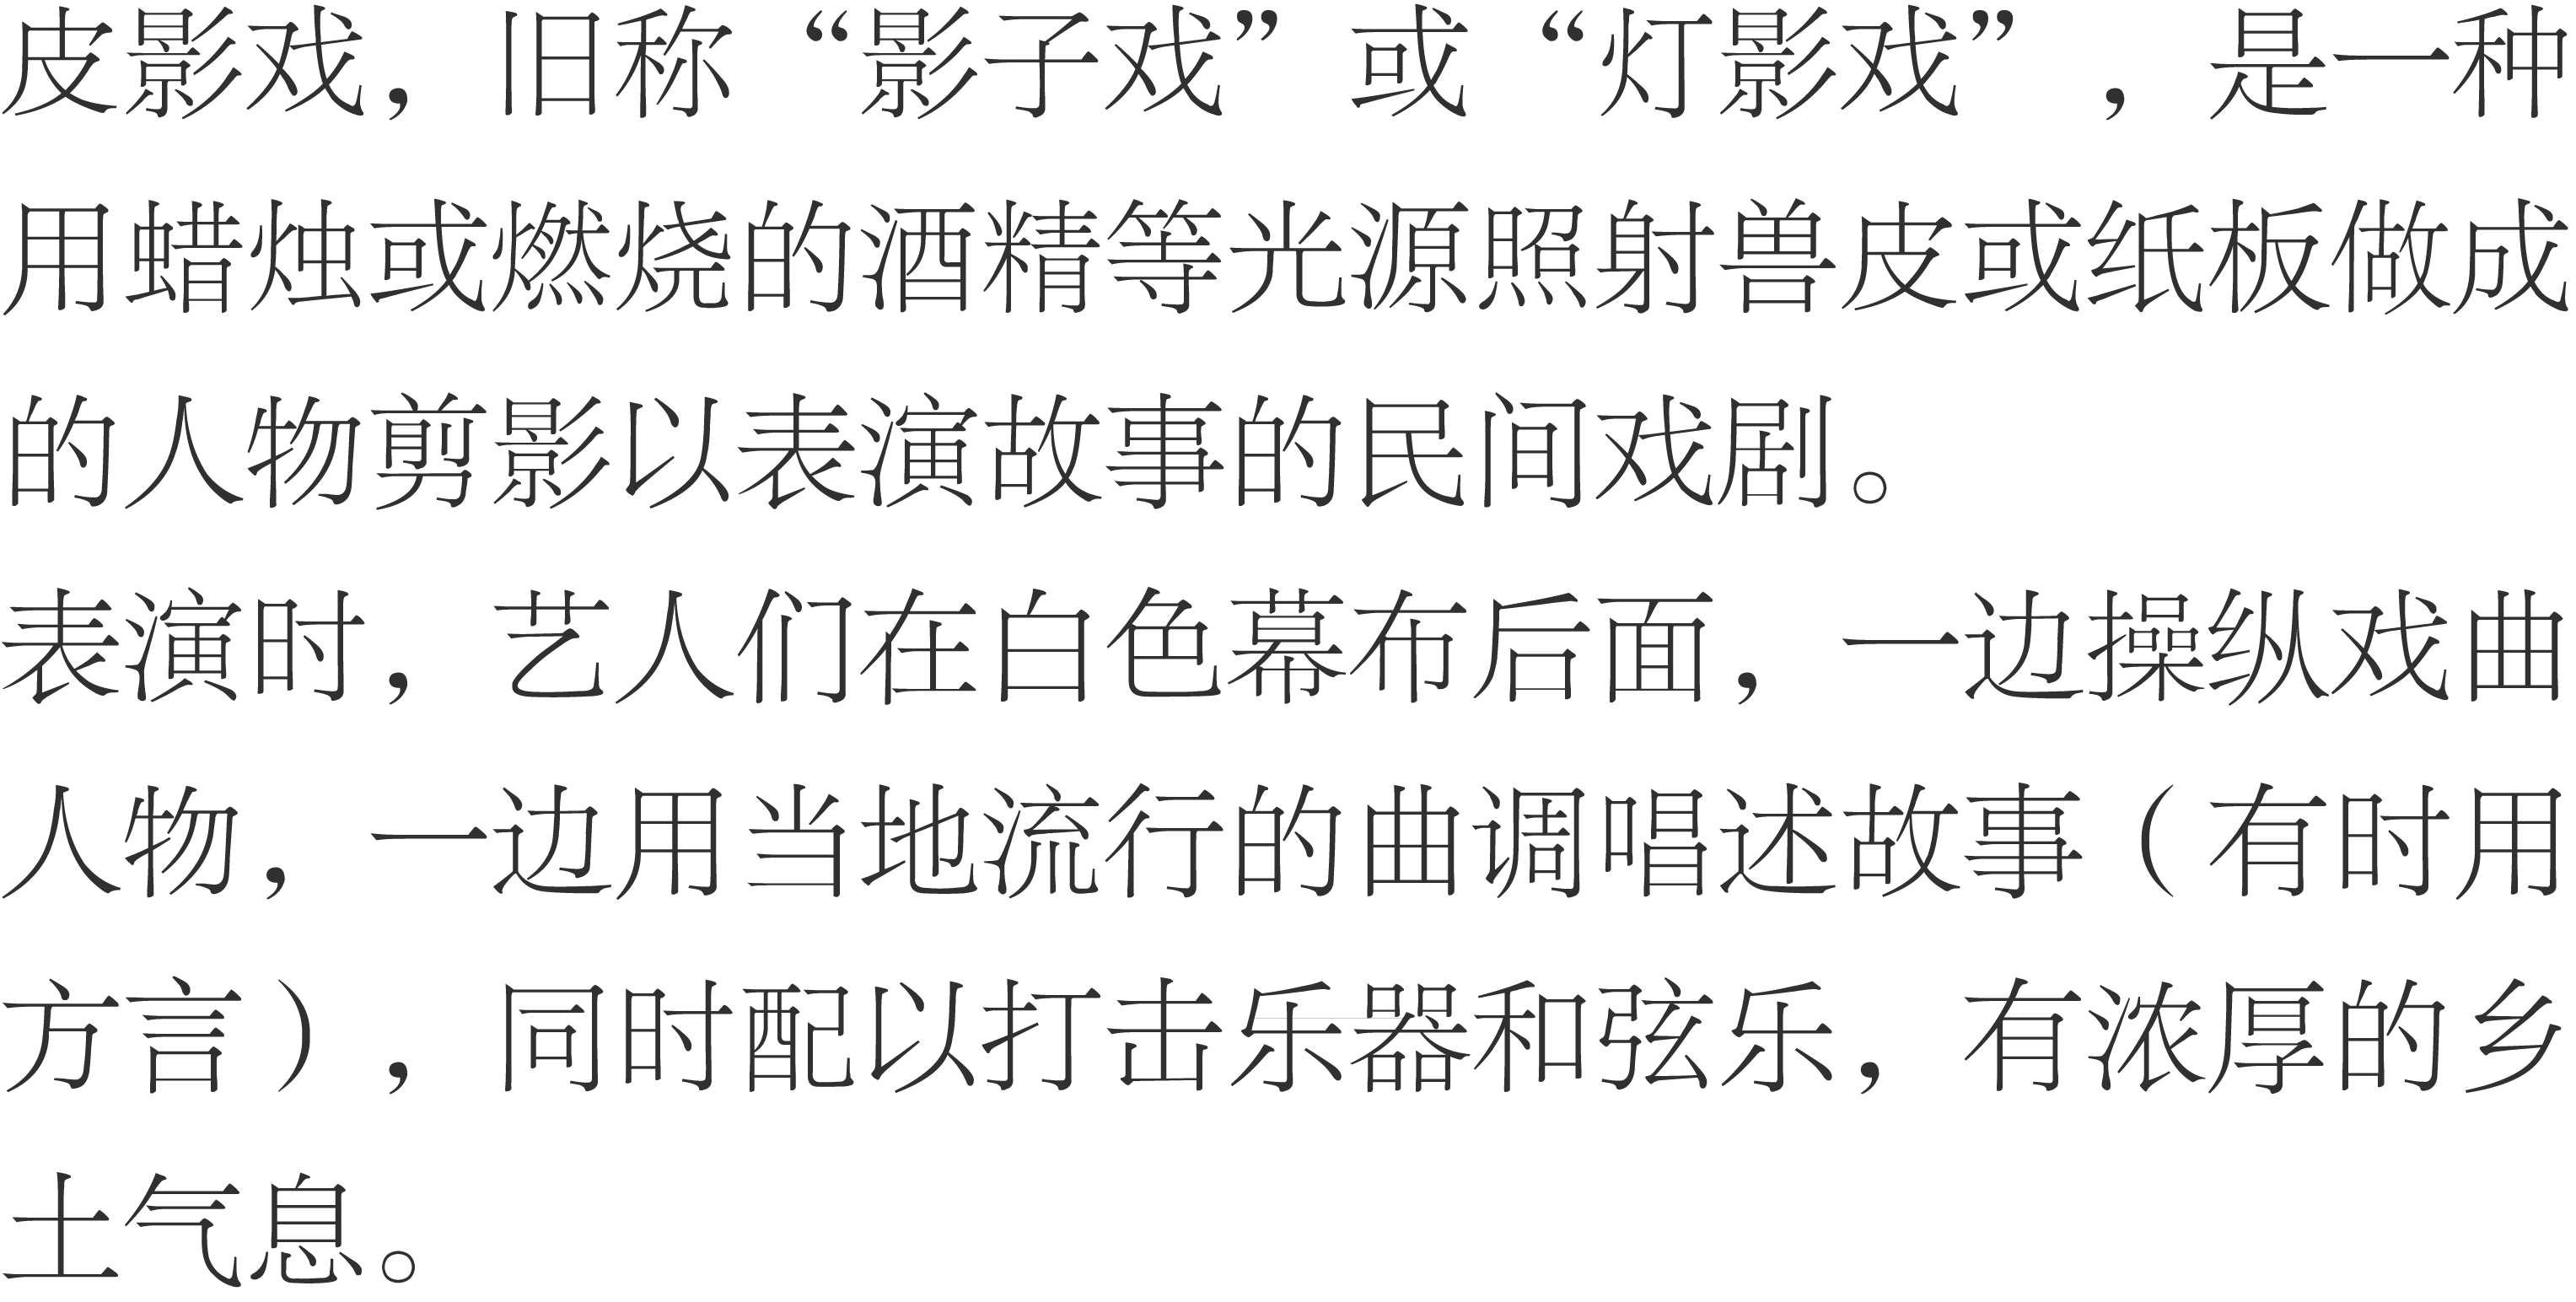 皮影戏，旧称“影子戏”或“灯影戏”，是一种
用蜡烛或燃烧的酒精等光源照射兽皮或纸板做成
的人物剪影以表演故事的民间戏剧。
表演时，艺人们在白色幕布后面，一边操纵戏曲
人物，一边用当地流行的曲调唱述故事（有时用
方言），同时配以打击乐器和弦乐，有浓厚的乡
土气息。